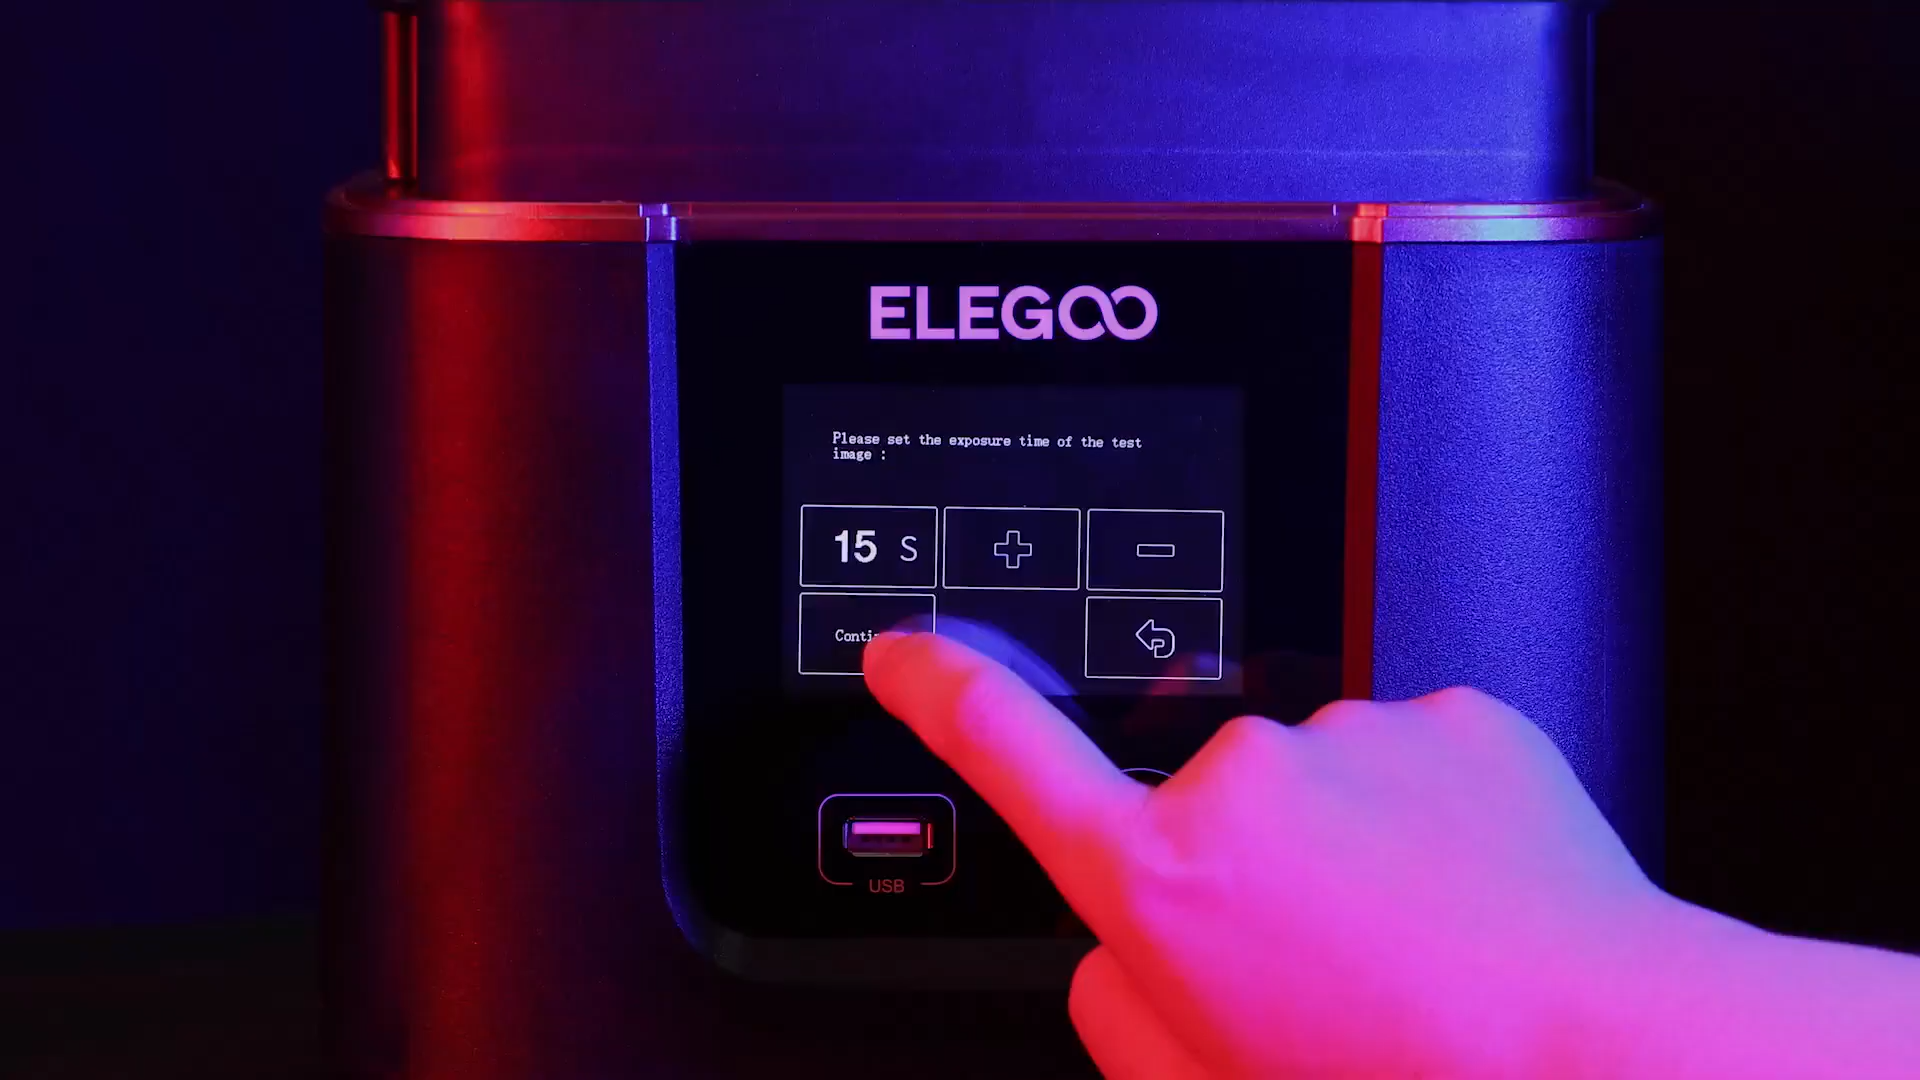 ELEGOO
Please set the exposure time of the test
image :
15 S
USB